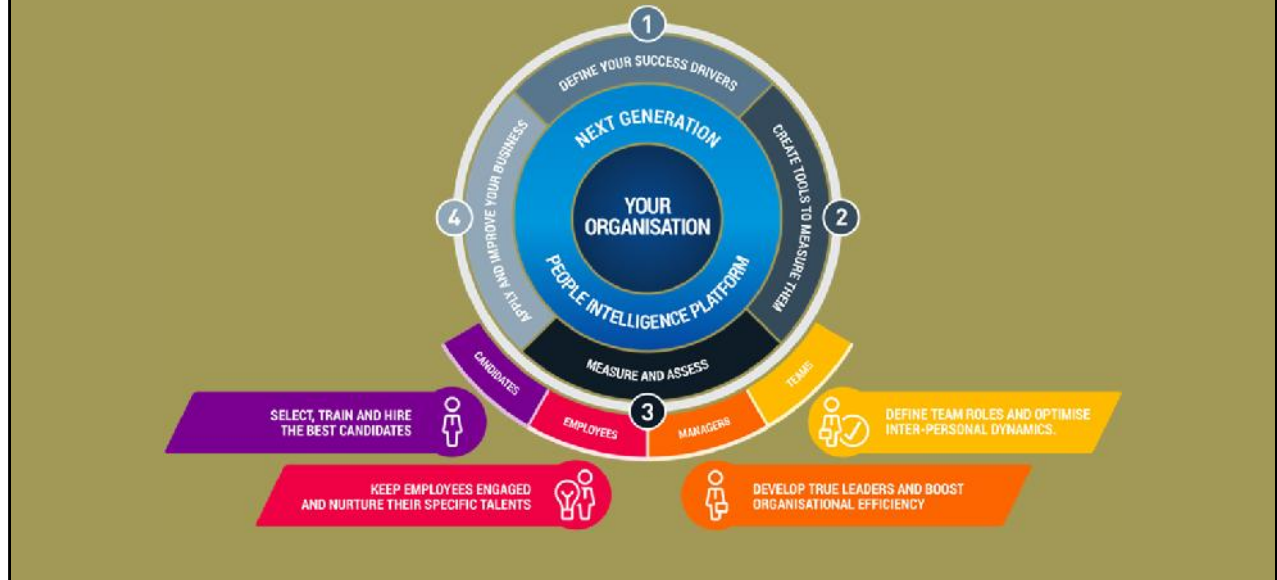 1
DEFINE YOUR SUCCESS DRIVERS
NEXT GENERATION
YOUR
ORGANISATION
PEOPLE INTELLIGENCE PLATFORM
CREATE TOOLS TO MEASURE THEM
2
MEASURE AND ASSESS
3
APPLY AND IMPROVE YOUR BUSINESS
4
CANDIDATES
EMPLOYEES
MANAGERS
TEAMS
SELECT, TRAIN AND HIRE
THE BEST CANDIDATES
KEEP EMPLOYEES ENGAGED
AND NURTURE THEIR SPECIFIC TALENTS
DEVELOP TRUE LEADERS AND BOOST
ORGANISATIONAL EFFICIENCY
DEFINE TEAM ROLES AND OPTIMISE
INTER-PERSONAL DYNAMICS.